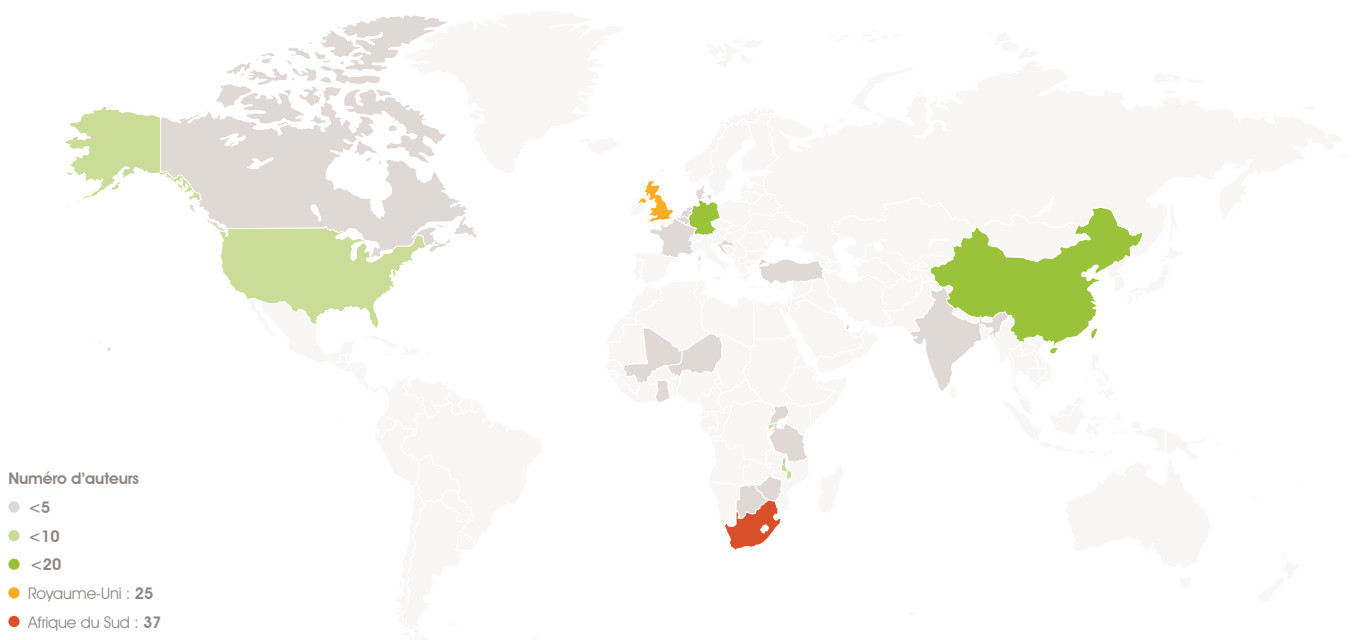 Numéro d'auteurs
<5
<10
<20
Royaume-Uni : 25
Afrique du Sud : 37